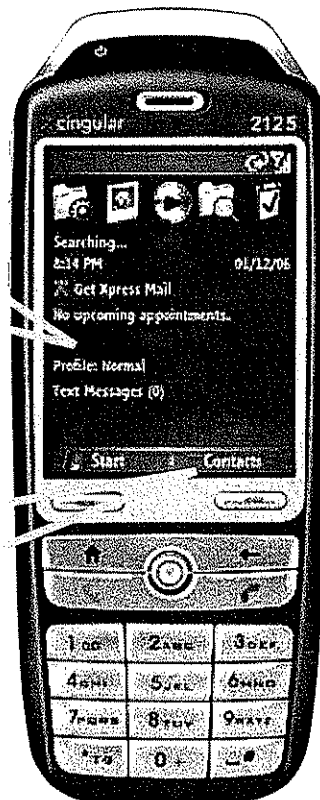 cingular 2125
Searching...
8:14 PM 01/12/06
Get Xpress Mail
No upcoming appointments.
Profile: Normal
Text Messages (0)
Start Contacts
1 2ABC 3DEF
4GHI 5JKL 6MNO
7PQRS 8TUV 9WXYZ
* 0 + #